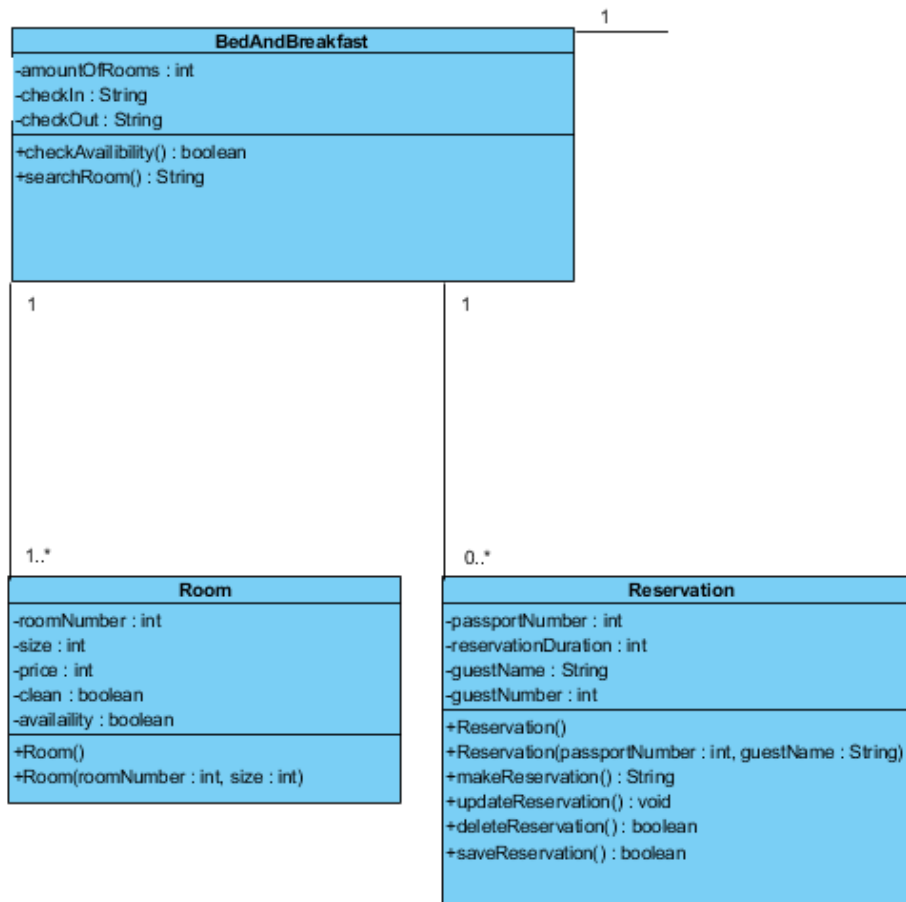 1
BedAndBreakfast
-amountOfRooms : int
-checkIn : String
-checkOut : String
+checkAvailibility() : boolean
+searchRoom() : String
1
1
1..*
0..*
Room
-roomNumber : int
-size : int
-price : int
-clean : boolean
-availaility : boolean
+Room()
+Room(roomNumber : int, size : int)
Reservation
-passportNumber : int
-reservationDuration : int
-guestName : String
-guestNumber : int
+Reservation()
+Reservation(passportNumber : int, guestName : String)
+makeReservation() : String
+updateReservation() : void
+deleteReservation() : boolean
+saveReservation() : boolean